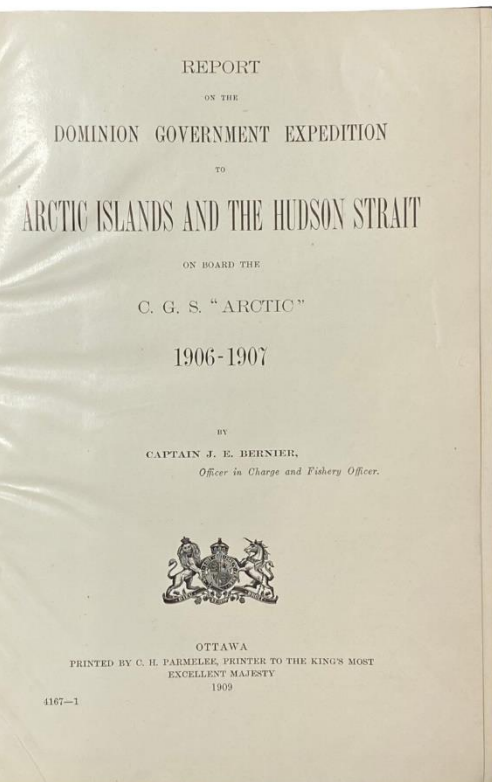 REPORT
ON THE
DOMINION GOVERNMENT EXPEDITION
TO
ARCTIC ISLANDS AND THE HUDSON STRAIT
ON BOARD THE
C. G. S. "ARCTIC"
1906-1907
BY
CAPTAIN J. E. BERNIER,
Officer in Charge and Fishery Officer.
OTTAWA
PRINTED BY C. H. PARMELEE, PRINTER TO THE KING'S MOST
EXCELLENT MAJESTY
1909
4167—1